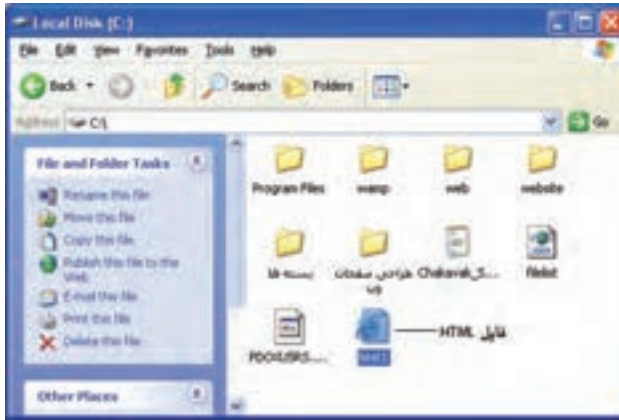 Local Disk (C:)
File Edit View Favorites Tools Help
Back Search Folders
Address C:\ Go
File and Folder Tasks
Rename this file
Move this file
Copy this file
Publish this file to the Web
E-mail this file
Print this file
Delete this file
Other Places
Program Files wamp web website
بسته ها طراحی صفحات وب Chakavak_S... filelist
PDOXUSRS....
فایل HTML